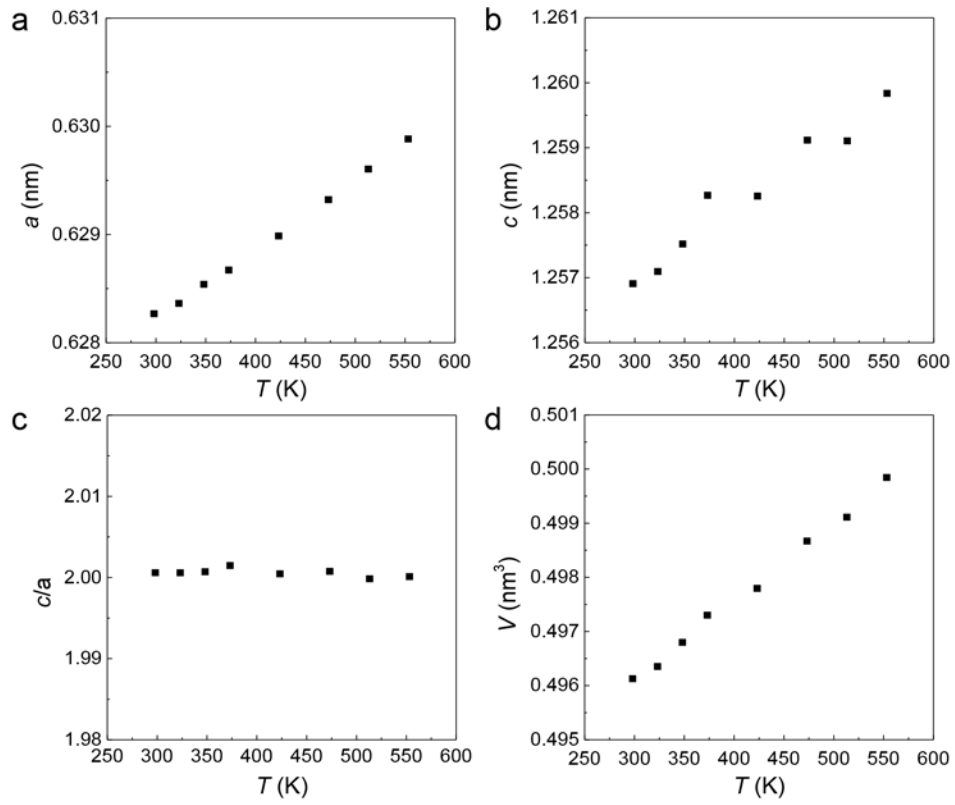 a
0.631
0.630
0.629
0.628
a (nm)
250 300 350 400 450 500 550 600
T (K)
b
1.261
1.260
1.259
1.258
1.257
1.256
c (nm)
250 300 350 400 450 500 550 600
T (K)
c
2.02
2.01
2.00
1.99
1.98
c/a
250 300 350 400 450 500 550 600
T (K)
d
0.501
0.500
0.499
0.498
0.497
0.496
0.495
V (nm³)
250 300 350 400 450 500 550 600
T (K)